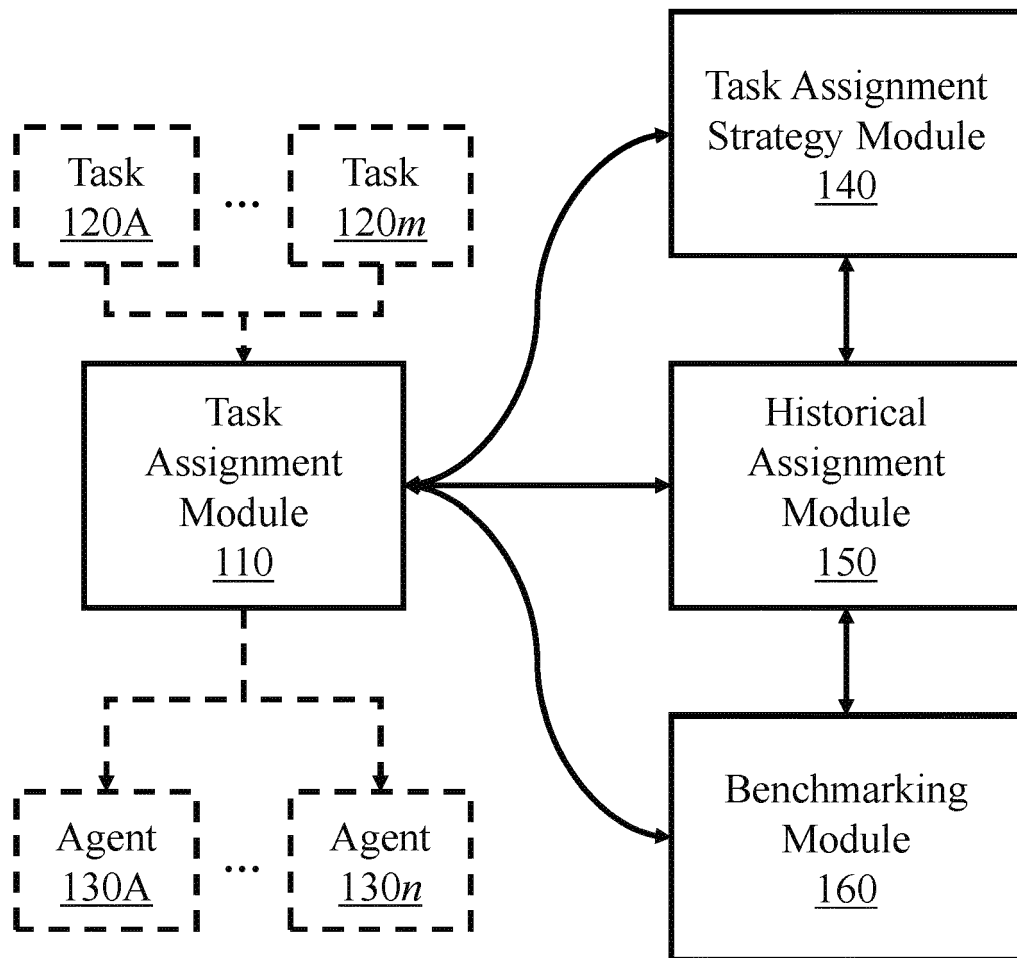 Task Assignment
Strategy Module
140
Task
120A
...
Task
120m
Task
Assignment
Module
110
Historical
Assignment
Module
150
Agent
130A
...
Agent
130n
Benchmarking
Module
160